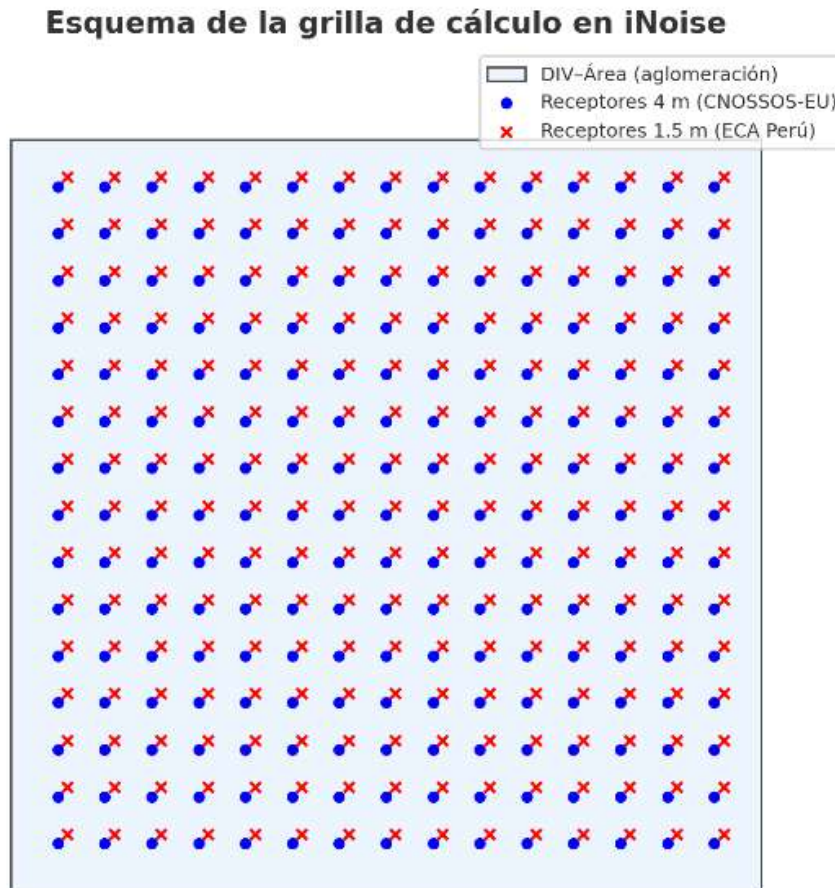 Esquema de la grilla de cálculo en iNoise
DIV–Área (aglomeración)
Receptores 4 m (CNOSSOS-EU)
Receptores 1.5 m (ECA Perú)